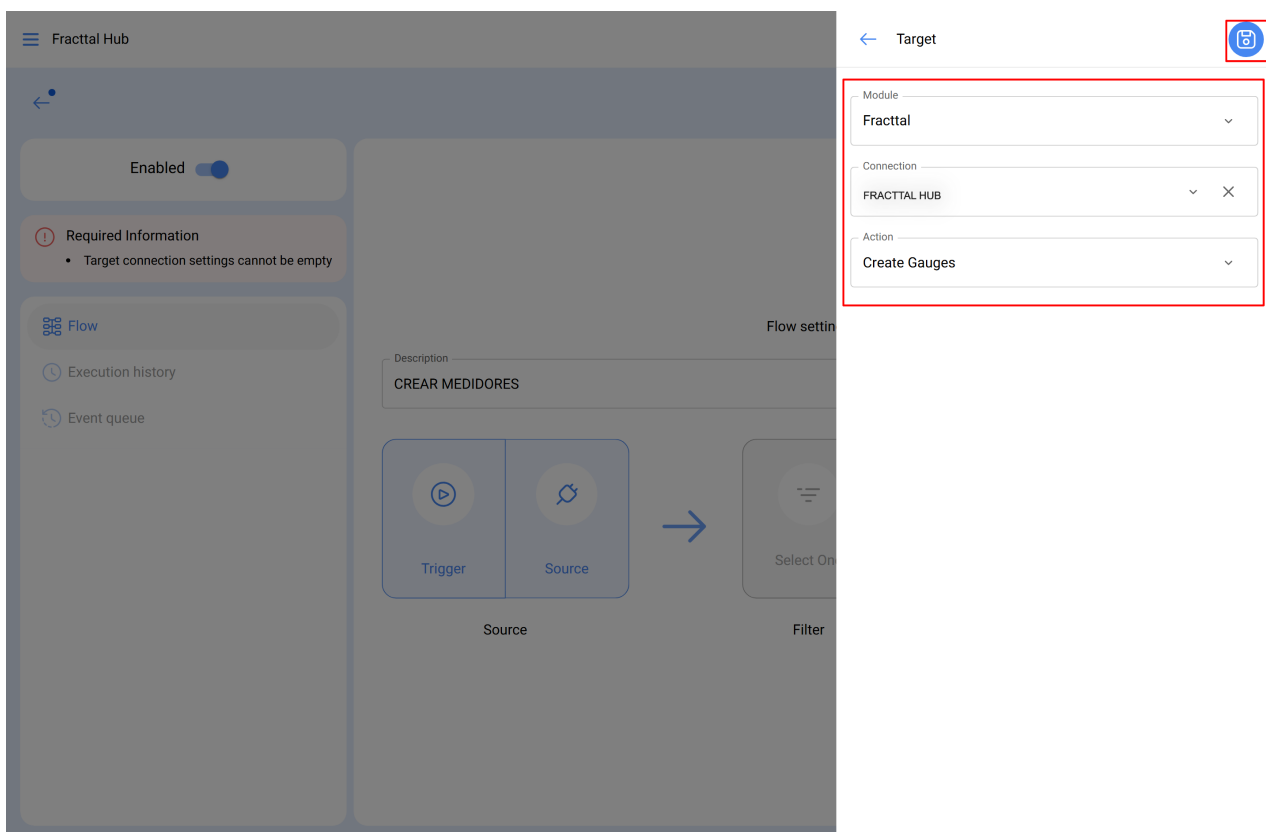 Fracttal Hub
Enabled
Required Information
Target connection settings cannot be empty
Flow
Execution history
Event queue
Flow settin
Description
CREAR MEDIDORES
Trigger
Source
Select On
Source
Filter
Target
Module
Fracttal
Connection
FRACTTAL HUB
Action
Create Gauges